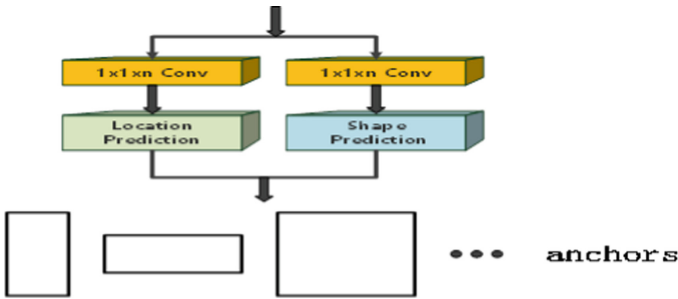 1x1xn Conv
1x1xn Conv
Location
Prediction
Shape
Prediction
••• anchors